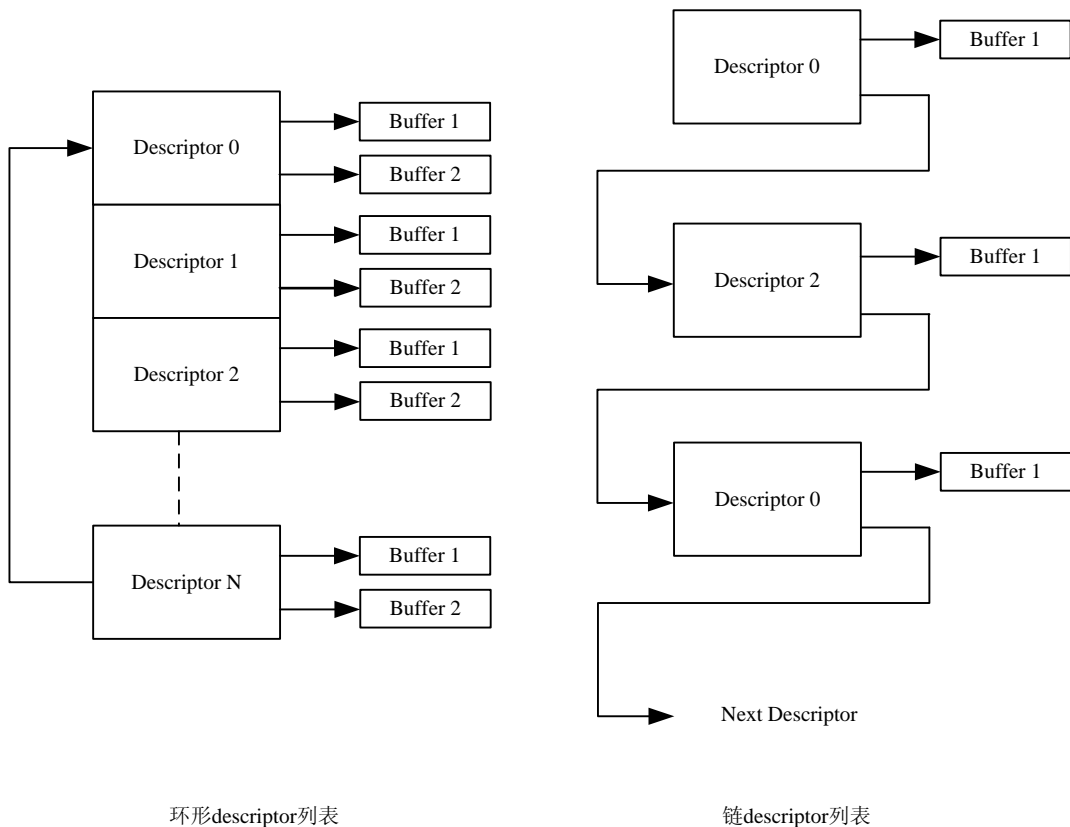 Descriptor 0
Buffer 1
Buffer 2
Descriptor 1
Buffer 1
Buffer 2
Descriptor 2
Buffer 1
Buffer 2
Descriptor N
Buffer 1
Buffer 2
环形descriptor列表
Descriptor 0
Buffer 1
Descriptor 2
Buffer 1
Descriptor 0
Buffer 1
Next Descriptor
链descriptor列表